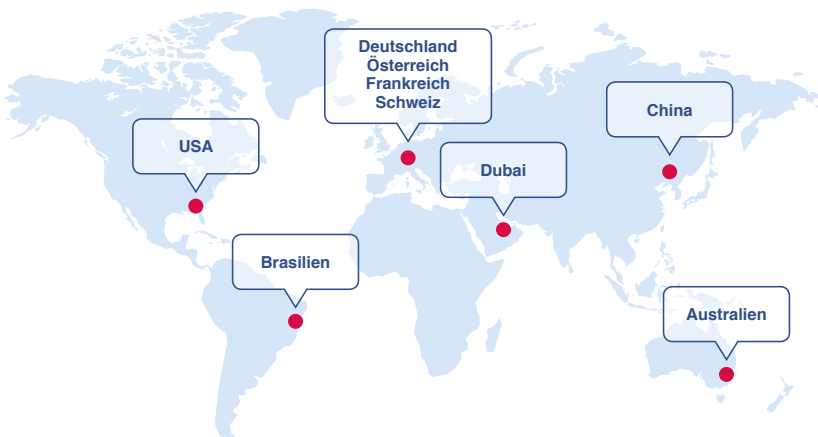 Deutschland
Österreich
Frankreich
Schweiz
China
USA
Dubai
Brasilien
Australien